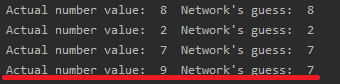 Actual number value:  8  Network's guess:  8
Actual number value:  2  Network's guess:  2
Actual number value:  7  Network's guess:  7
Actual number value:  9  Network's guess:  7